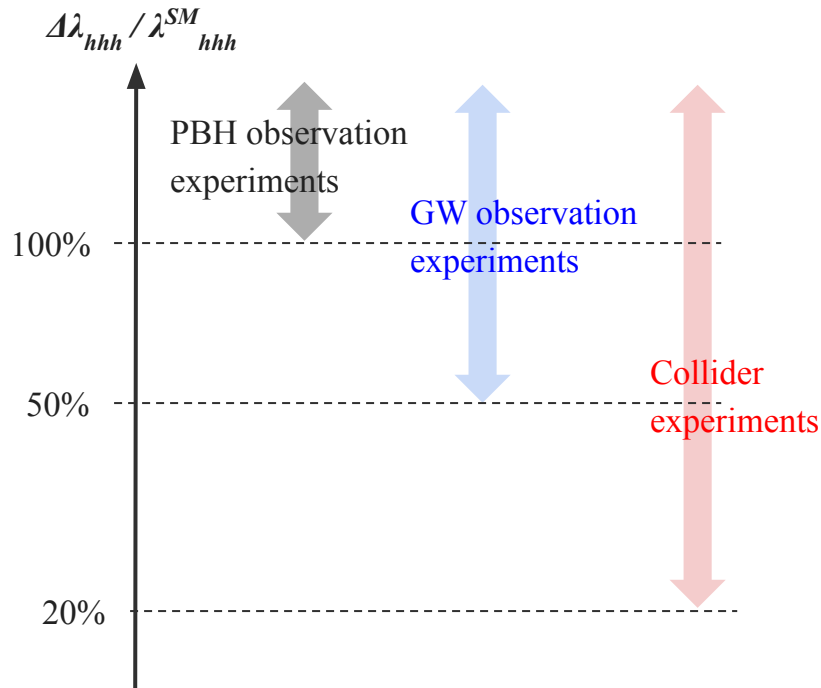 Δλhhh / λSMhhh
PBH observation
experiments
GW observation
experiments
100%
Collider
experiments
50%
20%